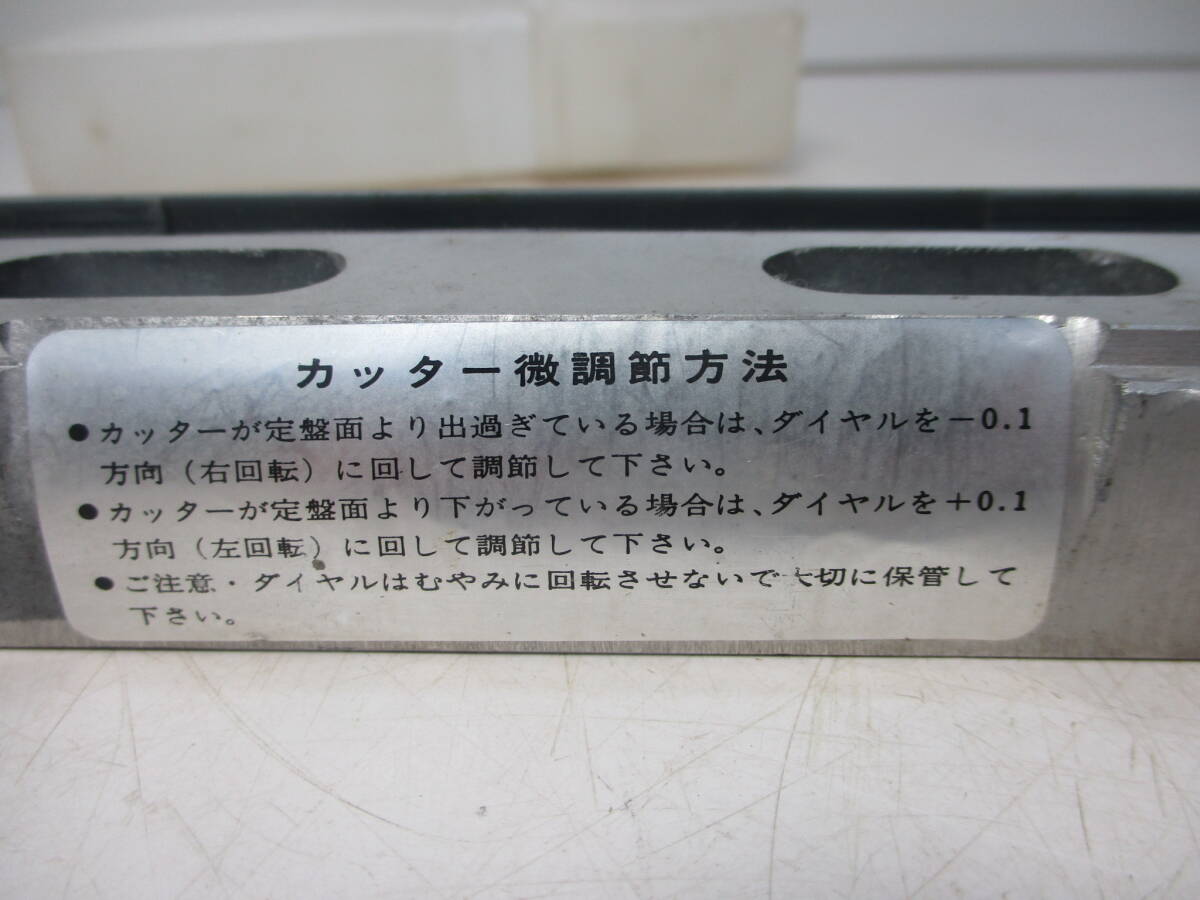 カッター微調節方法
●カッターが定盤面より出過ぎている場合は、ダイヤルを－0.1
方向（右回転）に回して調節して下さい。
●カッターが定盤面より下がっている場合は、ダイヤルを＋0.1
方向（左回転）に回して調節して下さい。
●ご注意・ダイヤルはむやみに回転させないで大切に保管して
下さい。